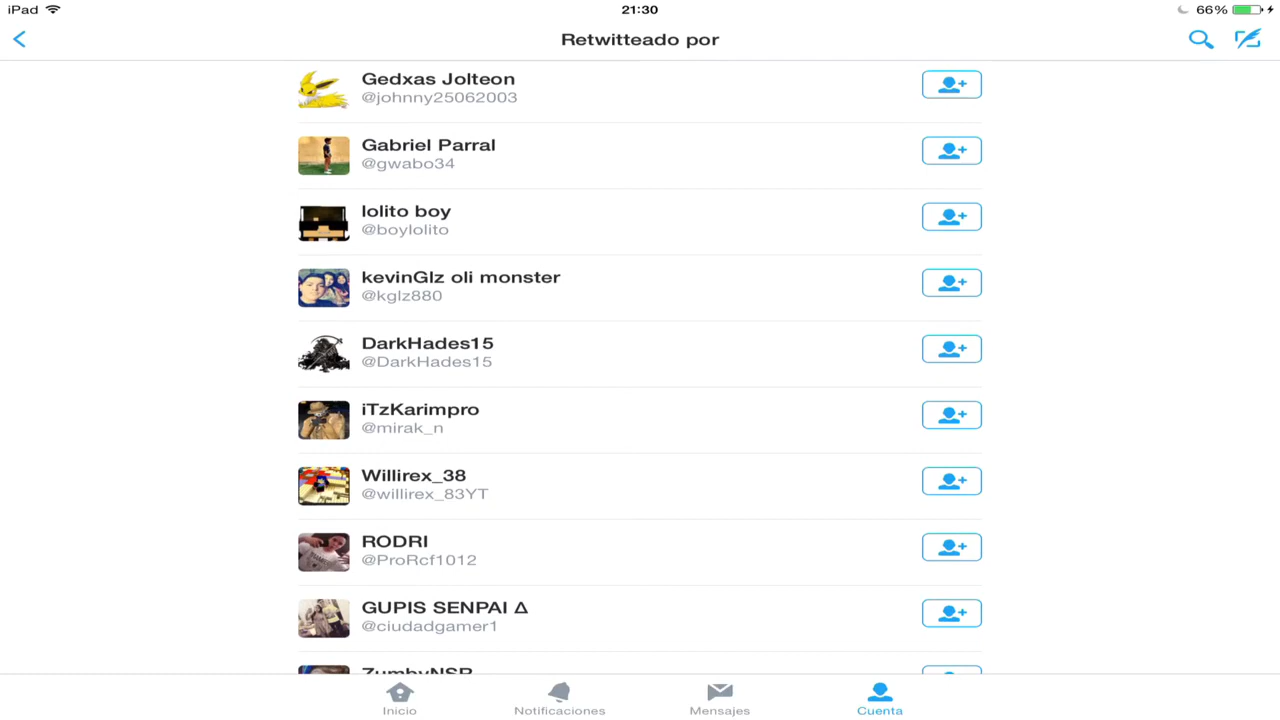 iPad 21:30 66%
Retwitteado por
Gedxas Jolteon
@johnny25062003
Gabriel Parral
@gwabo34
lolito boy
@boylolito
kevinGlz oli monster
@kglz880
DarkHades15
@DarkHades15
iTzKarimpro
@mirak_n
Willirex_38
@willirex_83YT
RODRI
@ProRcf1012
GUPIS SENPAI Δ
@ciudadgamer1
ZumbyNSR
Inicio Notificaciones Mensajes Cuenta